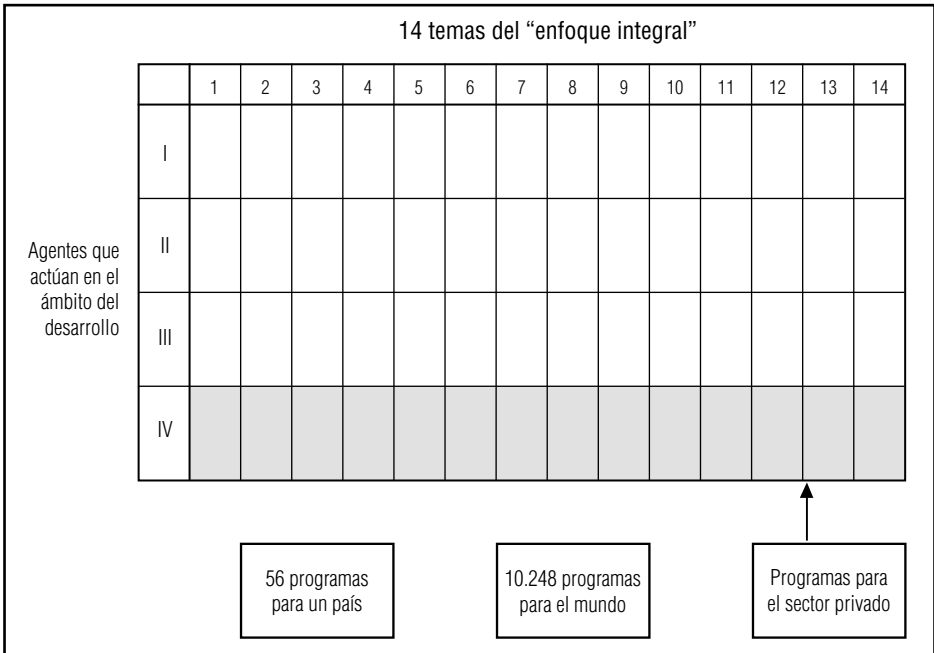 14 temas del “enfoque integral”
1 2 3 4 5 6 7 8 9 10 11 12 13 14
I
II
III
IV
Agentes que
actúan en el
ámbito del
desarrollo
56 programas
para un país
10.248 programas
para el mundo
Programas para
el sector privado